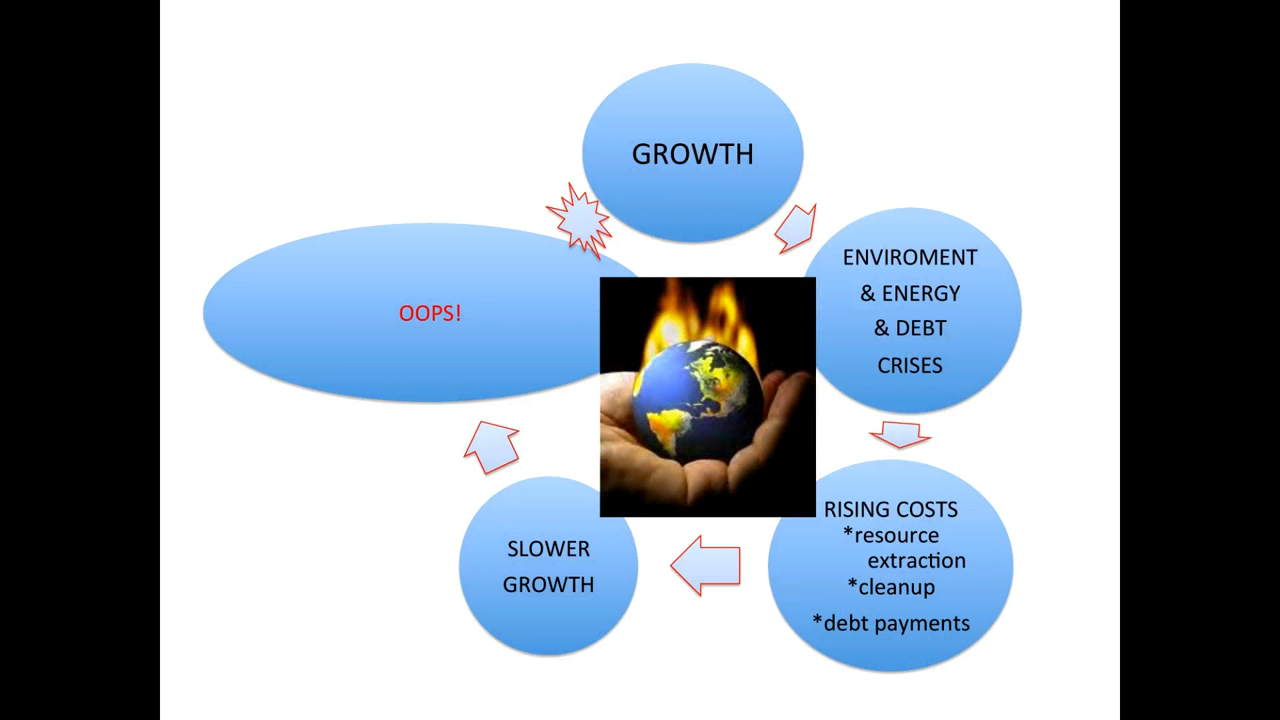 GROWTH
ENVIROMENT
& ENERGY
& DEBT
CRISES
RISING COSTS
*resource
extraction
*cleanup
*debt payments
SLOWER
GROWTH
OOPS!